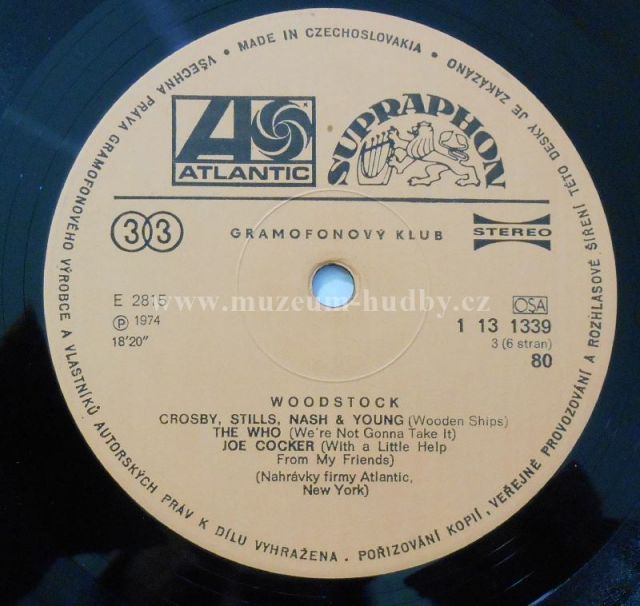 • MADE IN CZECHOSLOVAKIA •
VŠECHNA PRÁVA GRAMOFONOVÉHO VÝROBCE A VLASTNÍKŮ AUTORSKÝCH PRÁV K DÍLU VYHRAŽENA. POŘIZOVÁNÍ KOPIÍ, VEŘEJNÉ PROVOZOVÁNÍ A ROZHLASOVÉ ŠÍŘENÍ TÉTO DESKY JE ZAKÁZÁNO
ATLANTIC
SUPRAPHON
33
GRAMOFONOVÝ KLUB
STEREO
E 2815
www.muzeum-hudby.cz
OSA
Ⓟ 1974
1 13 1339
18'20"
3 (6 stran)
80
WOODSTOCK
CROSBY, STILLS, NASH & YOUNG (Wooden Ships)
THE WHO (We're Not Gonna Take It)
JOE COCKER (With a Little Help
From My Friends)
(Nahrávky firmy Atlantic,
New York)